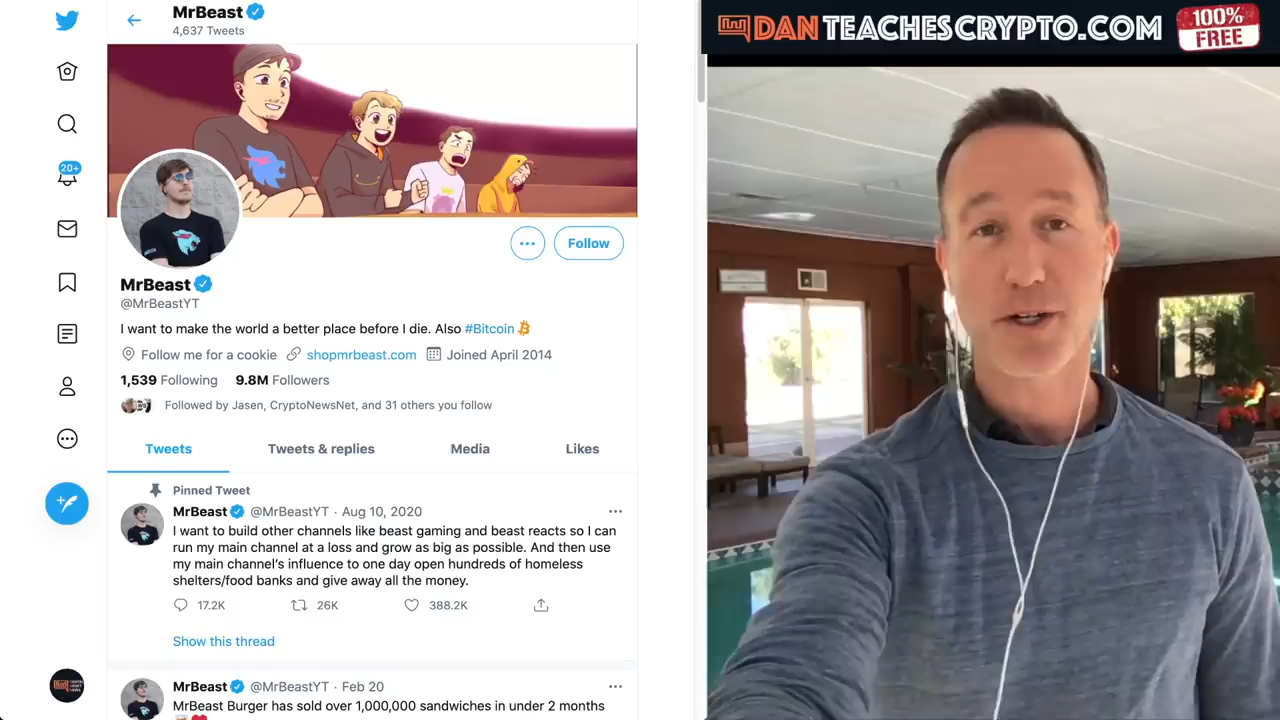 MrBeast
4,637 Tweets
DANTEACHESCRYPTO.COM
100%
FREE
20+
Follow
MrBeast
@MrBeastYT
I want to make the world a better place before I die. Also #Bitcoin
Follow me for a cookie shopmrbeast.com Joined April 2014
1,539 Following 9.8M Followers
Followed by Jasen, CryptoNewsNet, and 31 others you follow
Tweets Tweets & replies Media Likes
Pinned Tweet
MrBeast @MrBeastYT · Aug 10, 2020
I want to build other channels like beast gaming and beast reacts so I can
run my main channel at a loss and grow as big as possible. And then use
my main channel's influence to one day open hundreds of homeless
shelters/food banks and give away all the money.
17.2K 26K 388.2K
Show this thread
MrBeast @MrBeastYT · Feb 20
MrBeast Burger has sold over 1,000,000 sandwiches in under 2 months